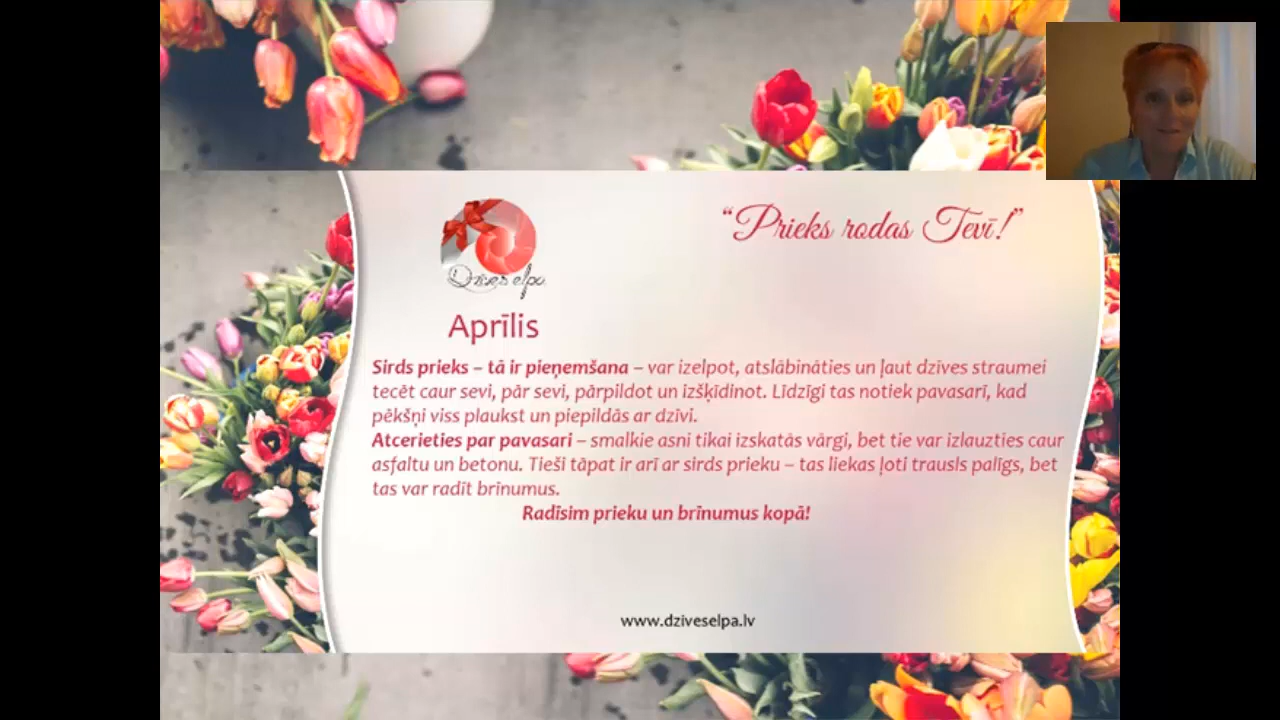 “Prieks rodas Tevī!”
Dzīves elpa
Aprīlis
Sirds prieks – tā ir pieņemšana – var izelpot, atslābināties un ļaut dzīves straumei
tecēt caur sevi, pār sevi, pārpildot un izšķīdinot. Līdzīgi tas notiek pavasarī, kad
pēkšņi viss plaukst un piepildās ar dzīvi.
Atcerieties par pavasari – smalkie asni tikai izskatās vārgi, bet tie var izlauzties caur
asfaltu un betonu. Tieši tāpat ir arī ar sirds prieku – tas liekas ļoti trausls palīgs, bet
tas var radīt brīnumus.
Radīsim prieku un brīnumus kopā!
www.dziveselpa.lv